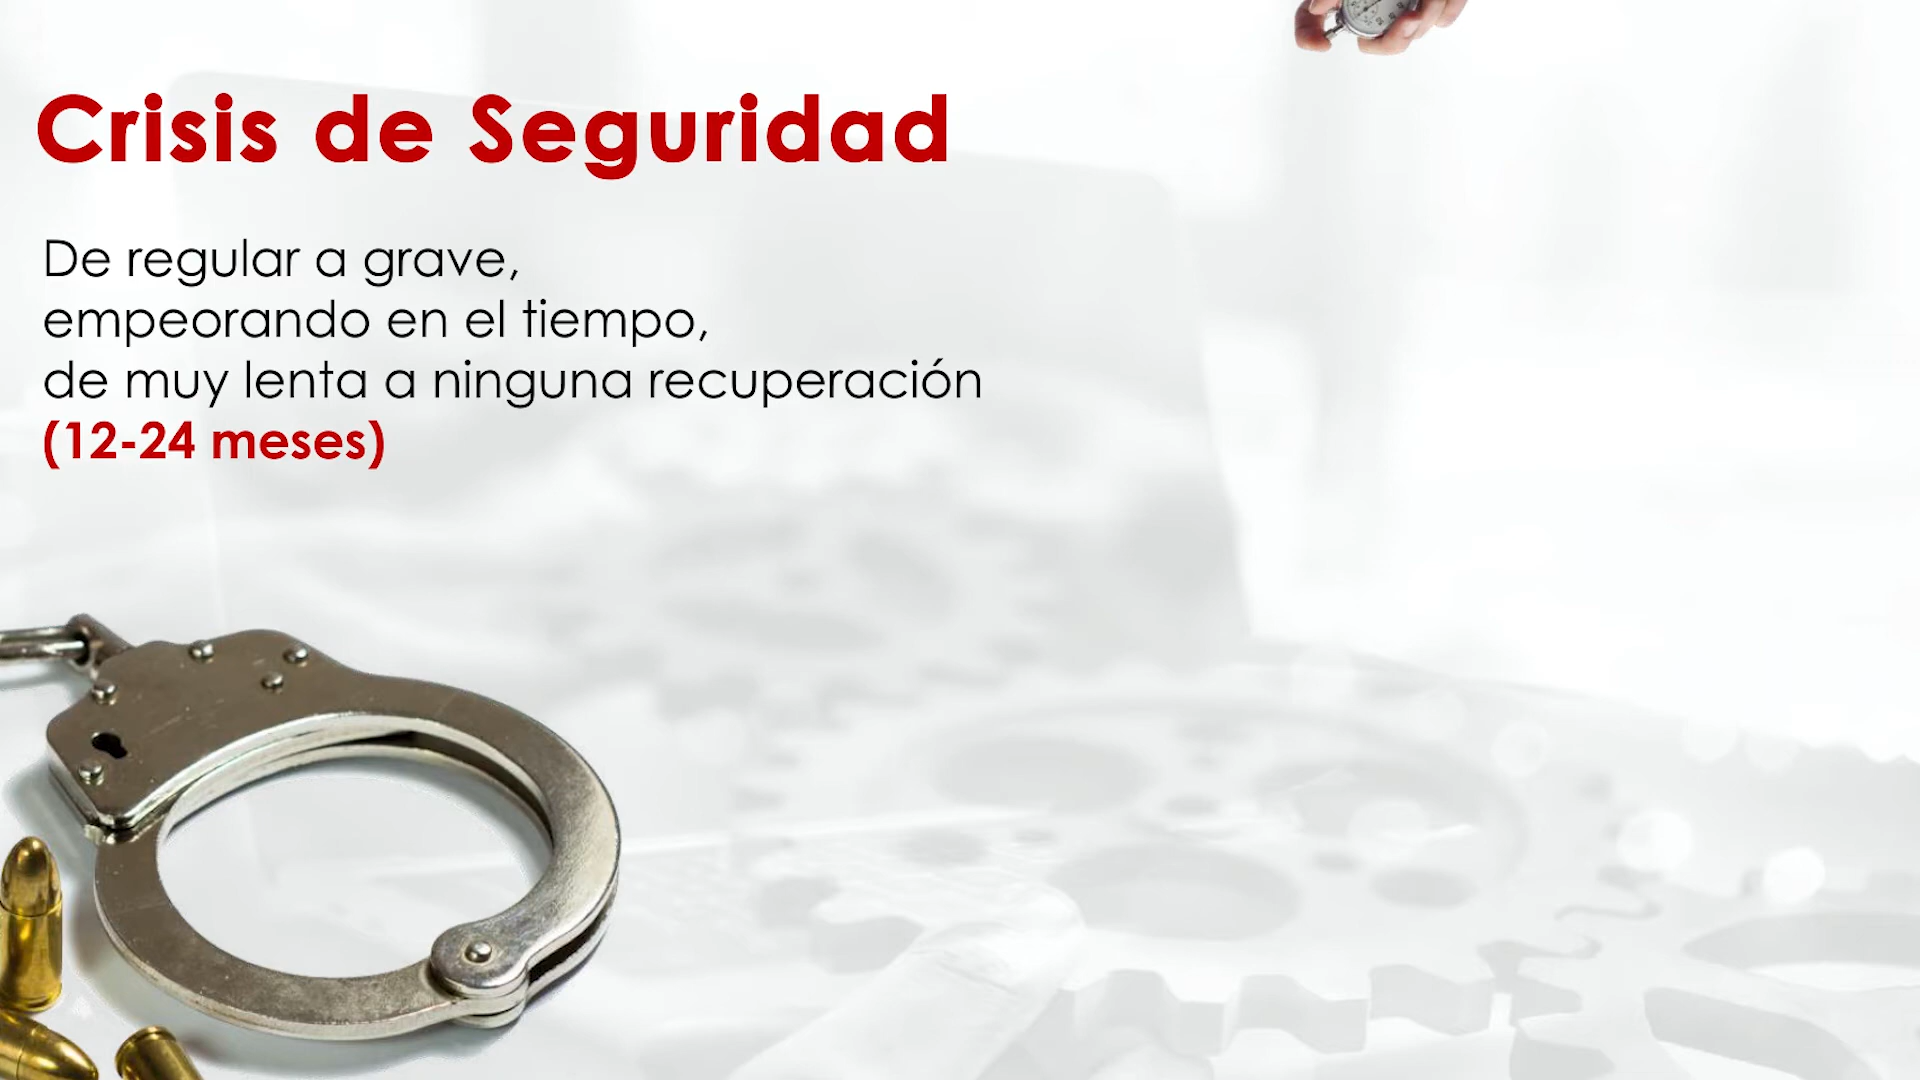 Crisis de Seguridad
De regular a grave,
empeorando en el tiempo,
de muy lenta a ninguna recuperación
(12-24 meses)